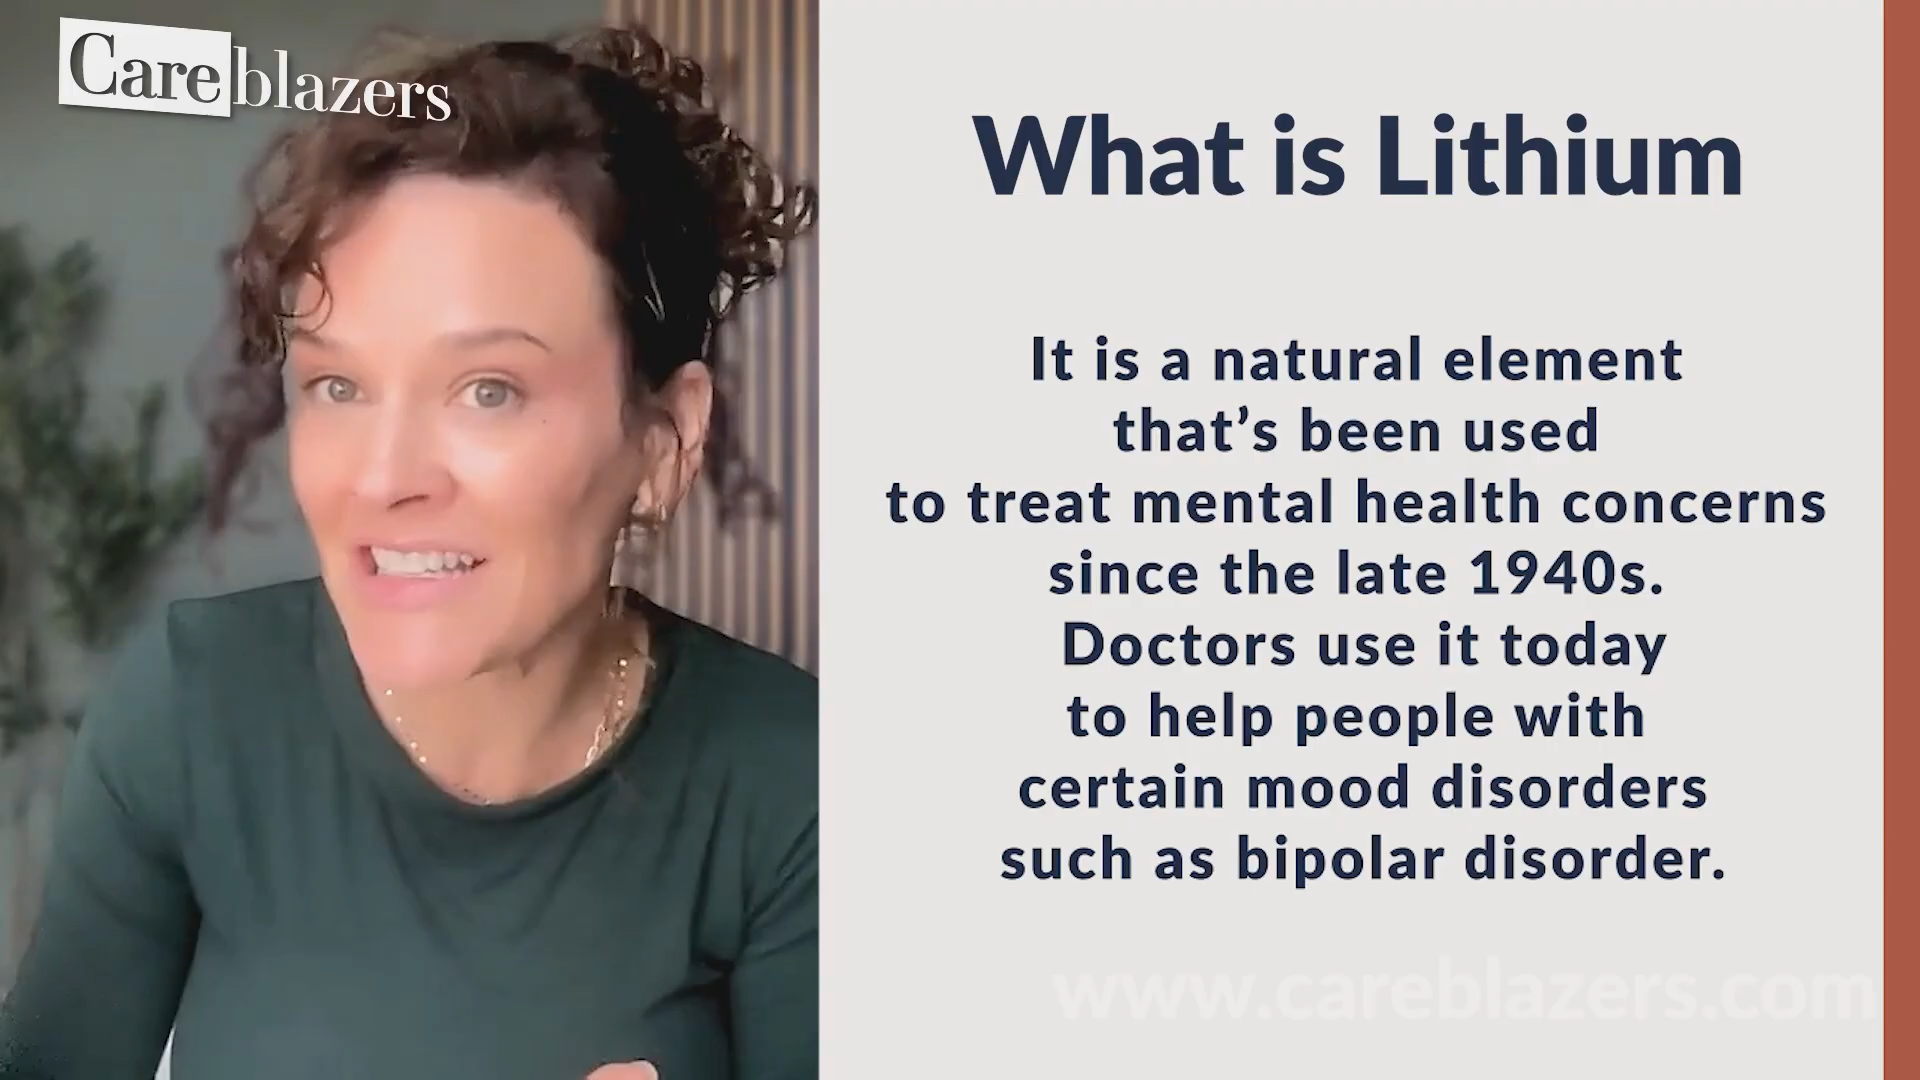 Careblazers
What is Lithium
It is a natural element
that’s been used
to treat mental health concerns
since the late 1940s.
Doctors use it today
to help people with
certain mood disorders
such as bipolar disorder.
www.careblazers.com